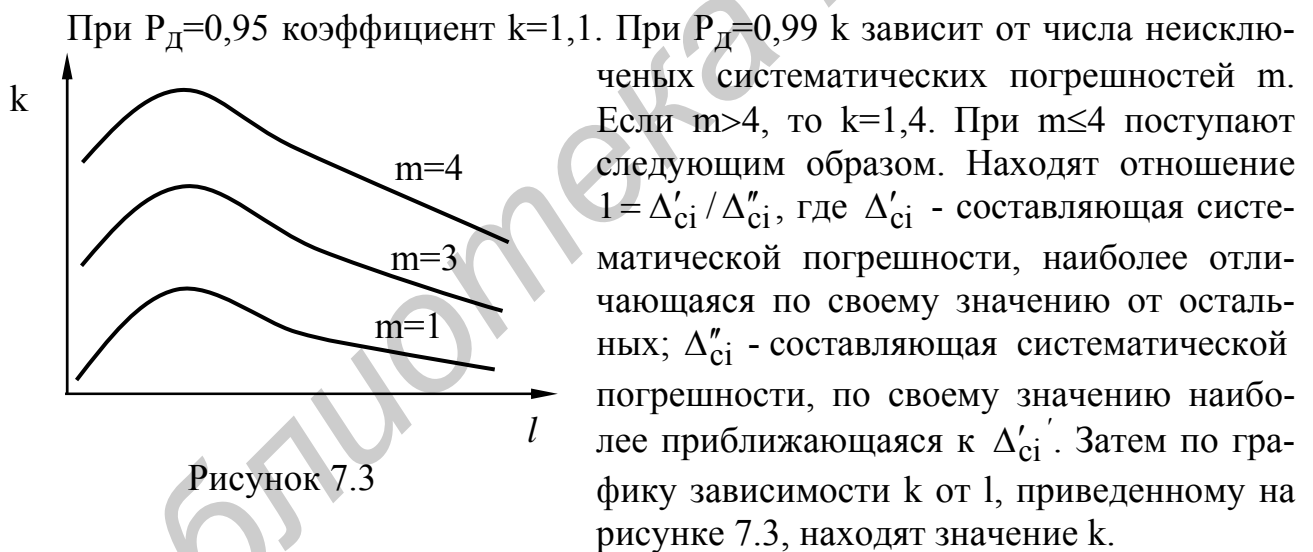 При Pд=0,95 коэффициент k=1,1. При Pд=0,99 k зависит от числа неисклю-
ченых систематических погрешностей m.
Если m>4, то k=1,4. При m≤4 поступают
следующим образом. Находят отношение
l=Δ′ci / Δ″ci, где Δ′ci - составляющая систе-
матической погрешности, наиболее отли-
чающаяся по своему значению от осталь-
ных; Δ″ci - составляющая систематической
погрешности, по своему значению наибо-
лее приближающаяся к Δ′ci′. Затем по гра-
фику зависимости k от l, приведенному на
рисунке 7.3, находят значение k.
k
m=4
m=3
m=1
l
Рисунок 7.3